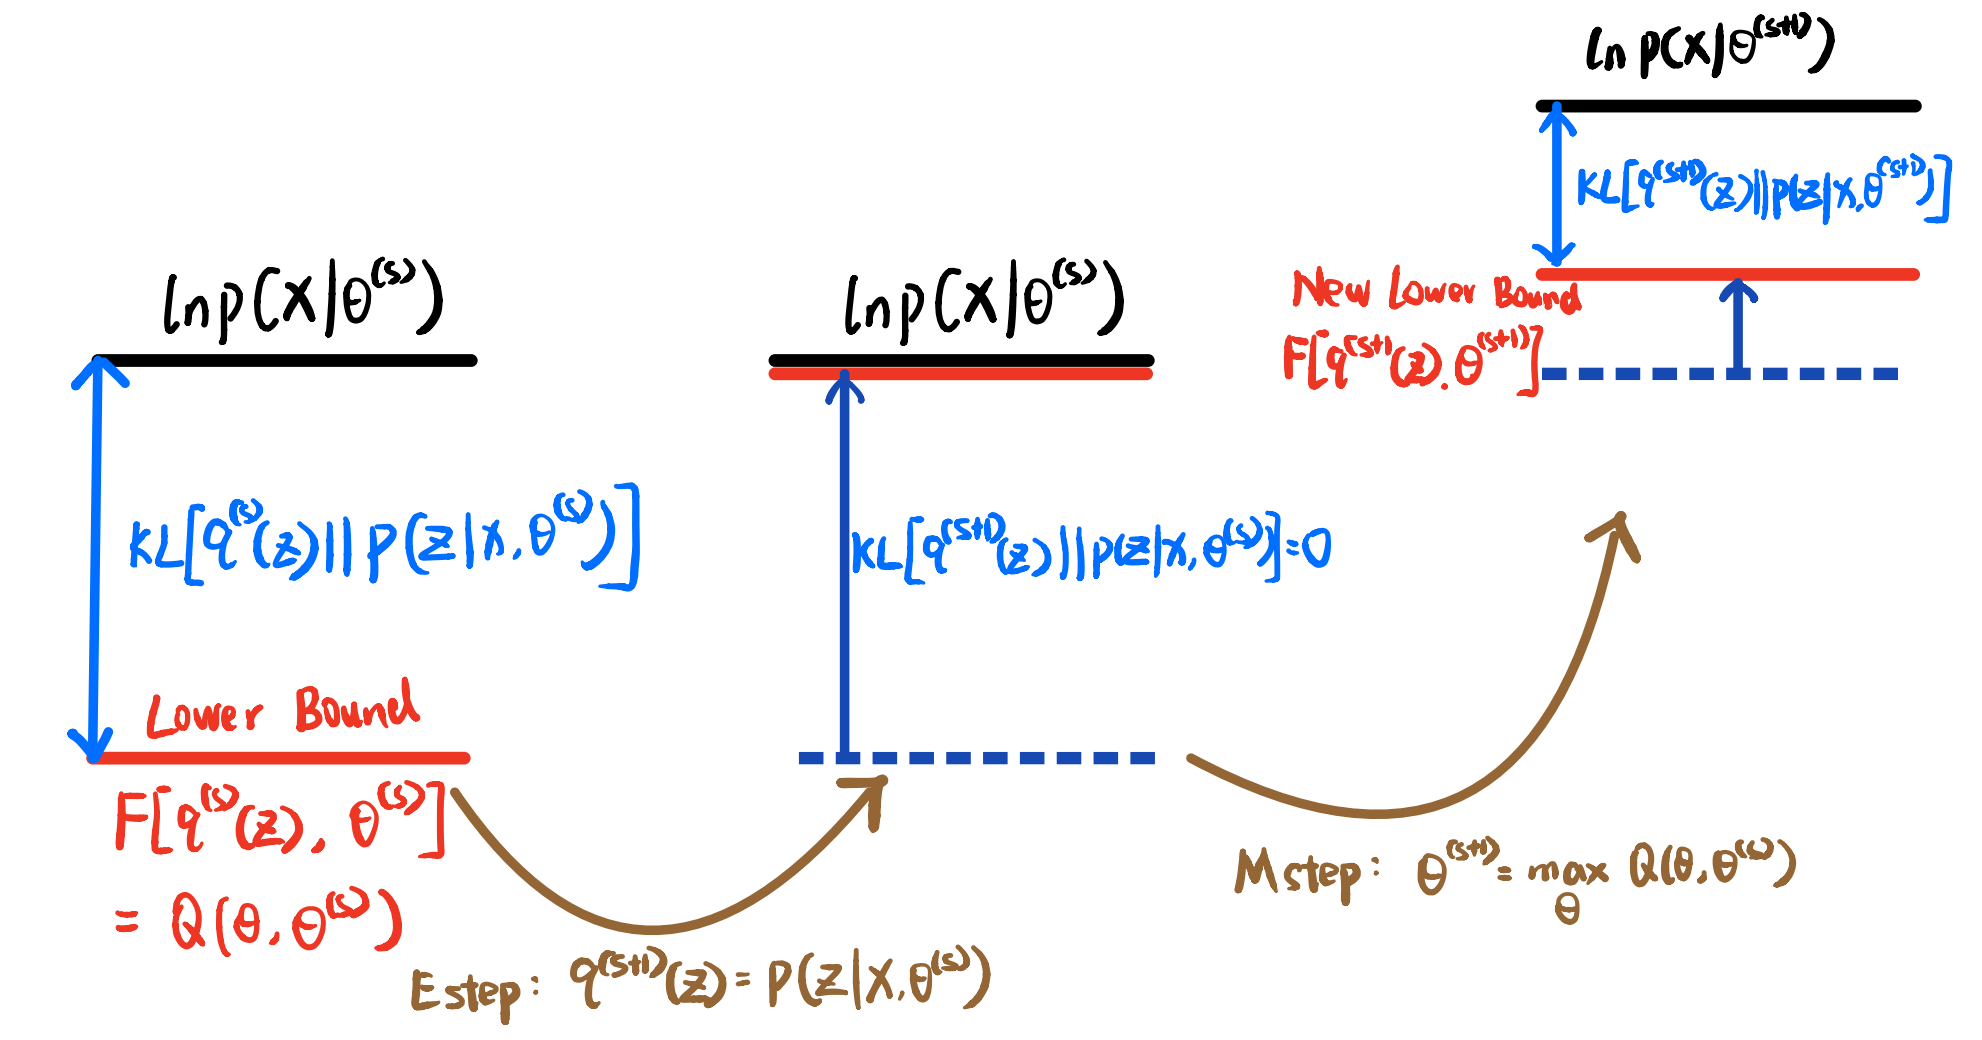 ln p(X|θ^(s))
KL[q^(s)(z)||p(z|x,θ^(s))]
Lower Bound
F[q^(s)(z), θ^(s)]
= Q(θ, θ^(s))
Estep: q^(s+1)(z) = p(z|X, θ^(s))
ln p(X|θ^(s))
KL[q^(s+1)(z)||p(z|x,θ^(s))]=0
Mstep: θ^(s+1) = max Q(θ, θ^(s))
θ
ln p(X|θ^(s+1))
KL[q^(s+1)(z)||p(z|x,θ^(s+1))]
New Lower Bound
F[q^(s+1(z). θ^(s+1)]